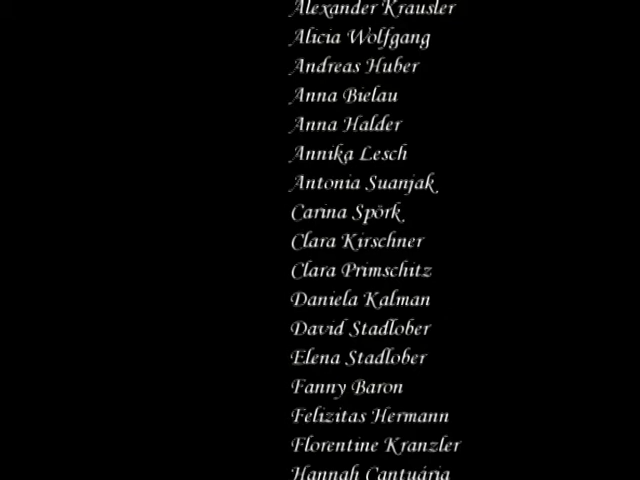 Alexander Krausler
Alicia Wolfgang
Andreas Huber
Anna Bielau
Anna Halder
Annika Lesch
Antonia Suanjak
Carina Spörk
Clara Kirschner
Clara Primschitz
Daniela Kalman
David Stadlober
Elena Stadlober
Fanny Baron
Felizitas Hermann
Florentine Kranzler
Hannah Cantuária